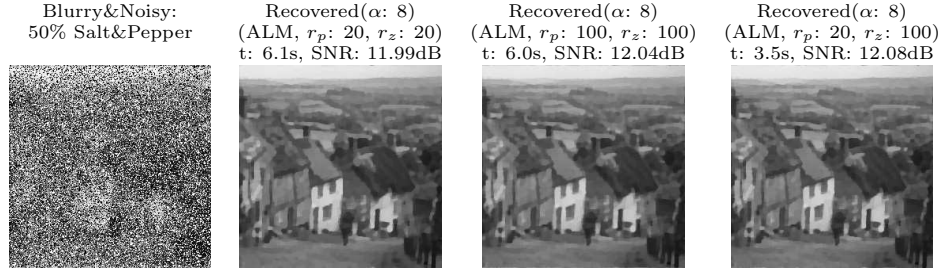 Blurry&Noisy:
50% Salt&Pepper
Recovered(α: 8)
(ALM, r_p: 20, r_z: 20)
t: 6.1s, SNR: 11.99dB
Recovered(α: 8)
(ALM, r_p: 100, r_z: 100)
t: 6.0s, SNR: 12.04dB
Recovered(α: 8)
(ALM, r_p: 20, r_z: 100)
t: 3.5s, SNR: 12.08dB